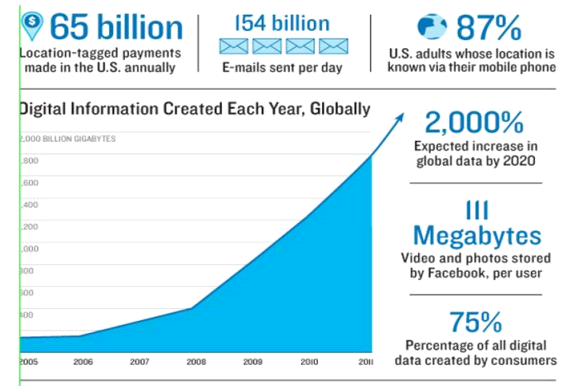 65 billion
Location-tagged payments
made in the U.S. annually
154 billion
E-mails sent per day
87%
U.S. adults whose location is
known via their mobile phone
Digital Information Created Each Year, Globally
,000 BILLION GIGABYTES
,800
,600
,400
,200
,000
800
600
400
2005 2006 2007 2008 2009 2010 2011
2,000%
Expected increase in
global data by 2020
111
Megabytes
Video and photos stored
by Facebook, per user
75%
Percentage of all digital
data created by consumers